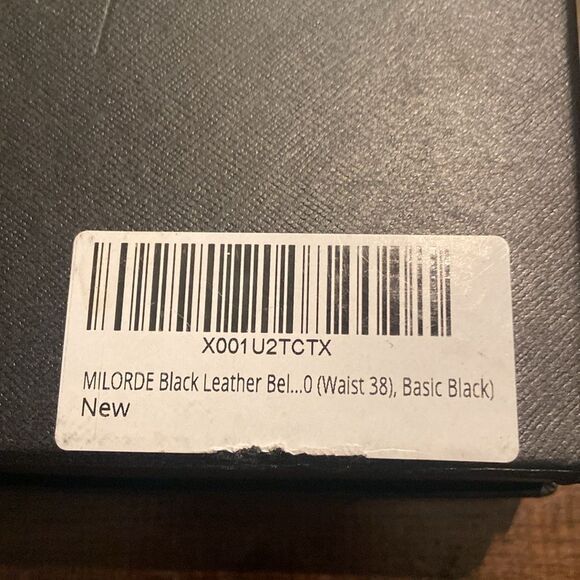 X001U2TCTX
MILORDE Black Leather Bel...0 (Waist 38), Basic Black)
New